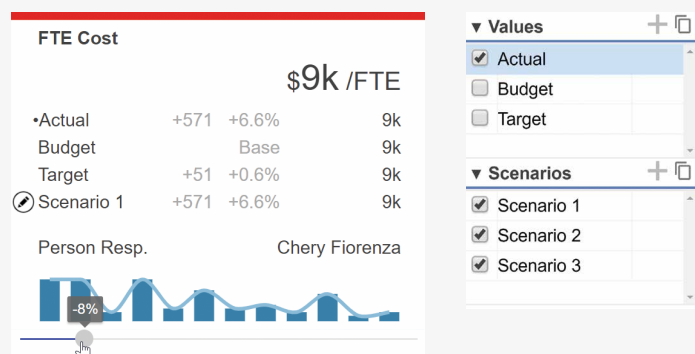 FTE Cost
$9k /FTE
•Actual +571 +6.6% 9k
Budget Base 9k
Target +51 +0.6% 9k
Scenario 1 +571 +6.6% 9k
Person Resp. Chery Fiorenza
-8%
▼ Values
Actual
Budget
Target
▼ Scenarios
Scenario 1
Scenario 2
Scenario 3